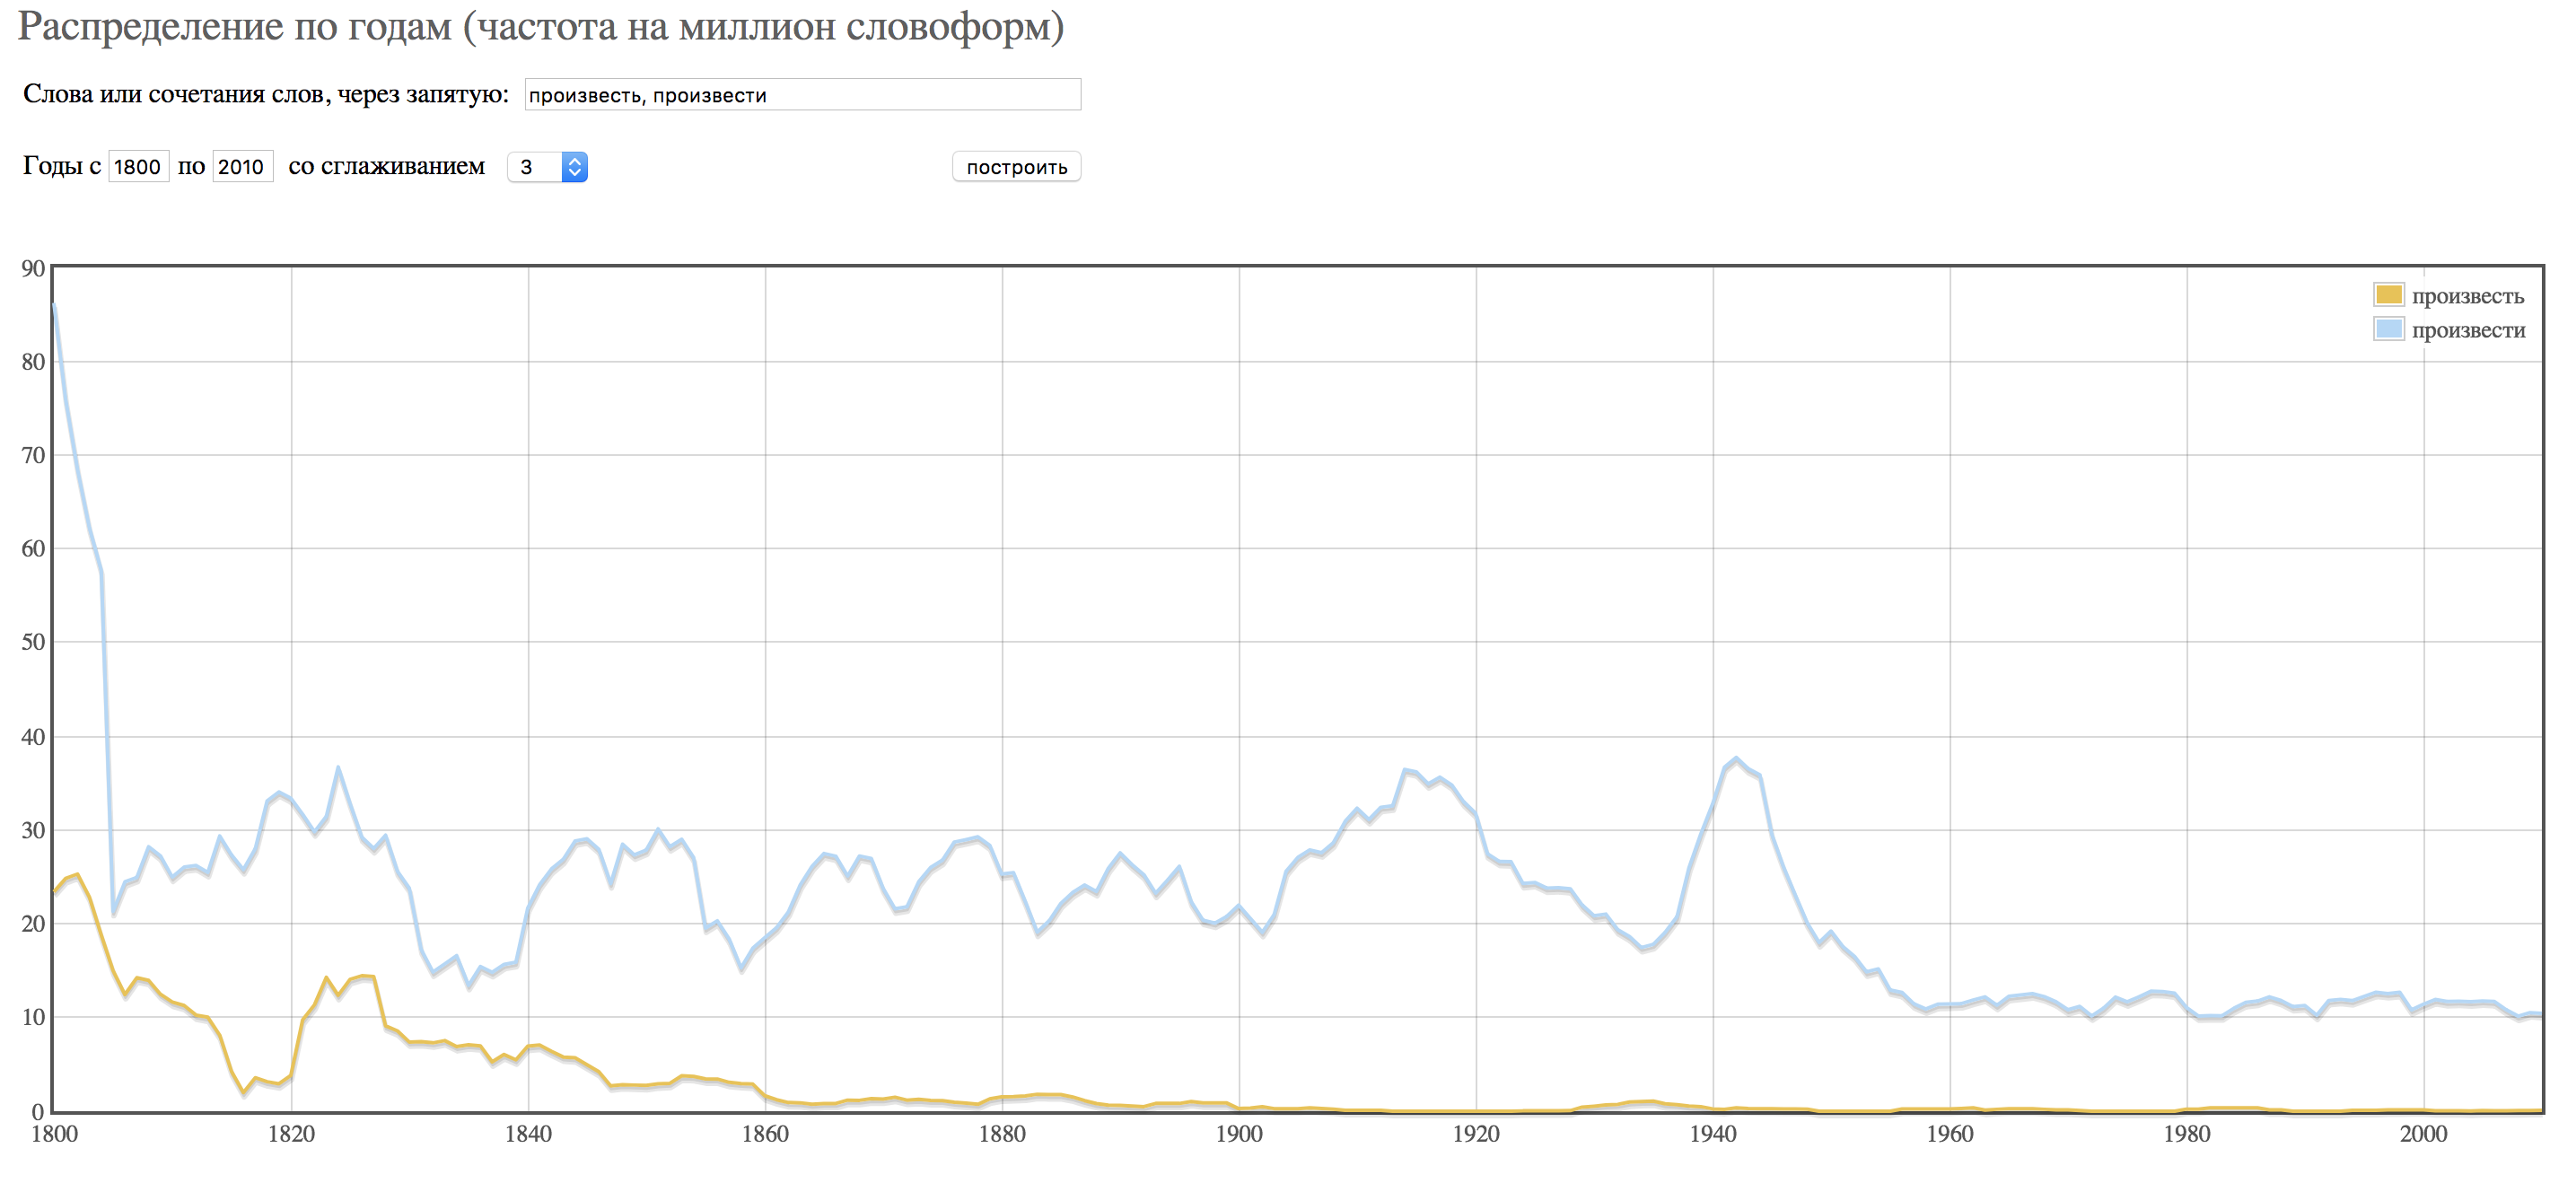 Распределение по годам (частота на миллион словоформ)
Слова или сочетания слов, через запятую: произвесть, произвести
Годы с 1800 по 2010 со сглаживанием 3 построить
90
80
70
60
50
40
30
20
10
0
произвесть
произвести
1800 1820 1840 1860 1880 1900 1920 1940 1960 1980 2000